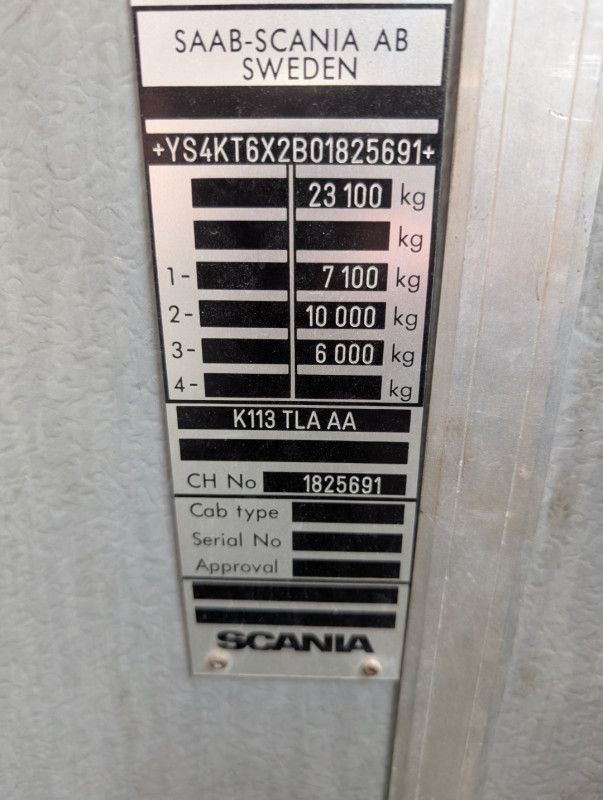 SAAB-SCANIA AB
SWEDEN
+YS4KT6X2B01825691+
23 100 kg
kg
1- 7 100 kg
2- 10 000 kg
3- 6 000 kg
4- kg
K113 TLA AA
CH No 1825691
Cab type
Serial No
Approval
SCANIA